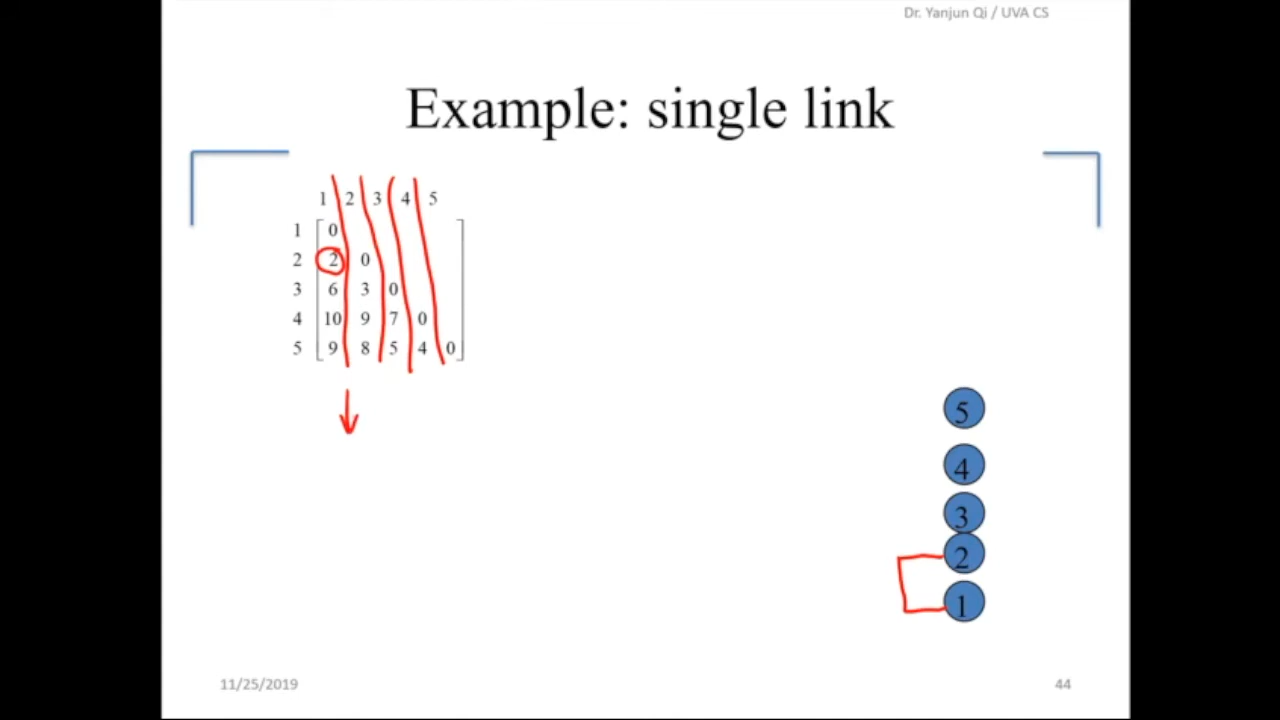 Dr. Yanjun Qi / UVA CS
Example: single link
1 2 3 4 5
1 0
2 2 0
3 6 3 0
4 10 9 7 0
5 9 8 5 4 0
5
4
3
2
1
11/25/2019
44